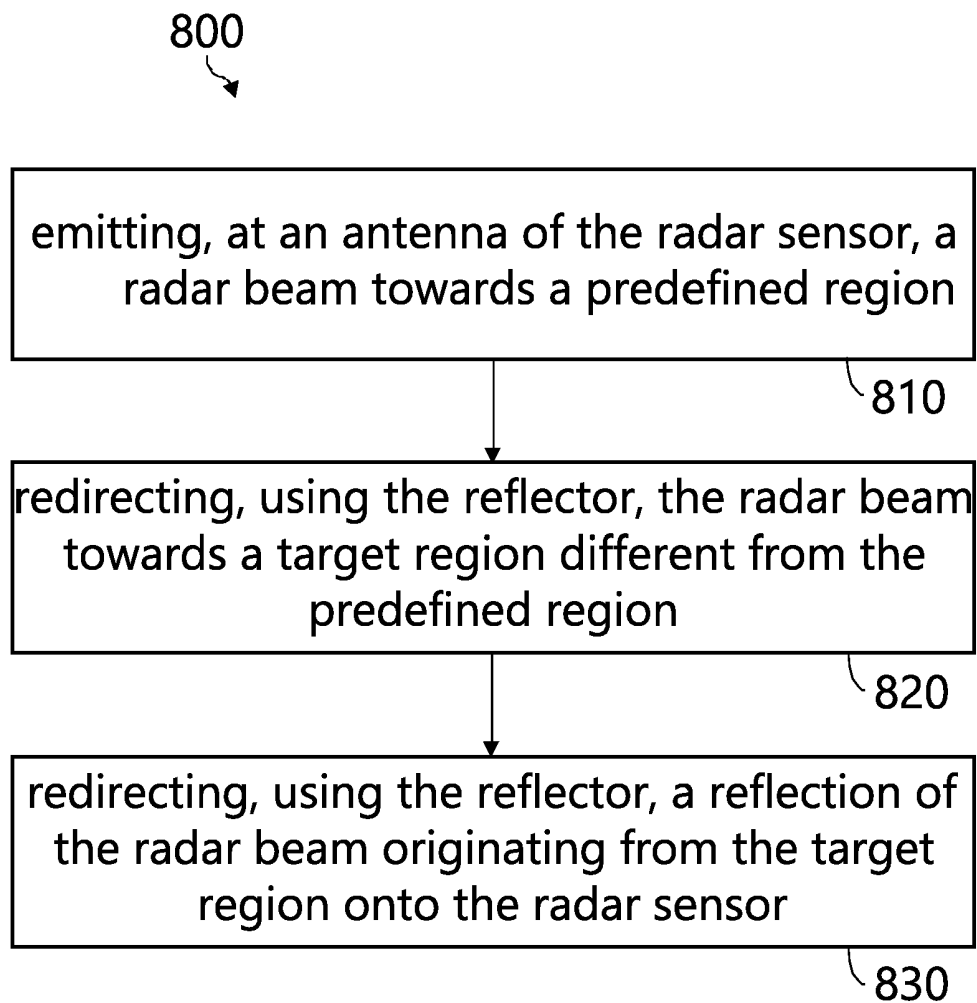 800
emitting, at an antenna of the radar sensor, a
radar beam towards a predefined region
810
redirecting, using the reflector, the radar beam
towards a target region different from the
predefined region
820
redirecting, using the reflector, a reflection of
the radar beam originating from the target
region onto the radar sensor
830